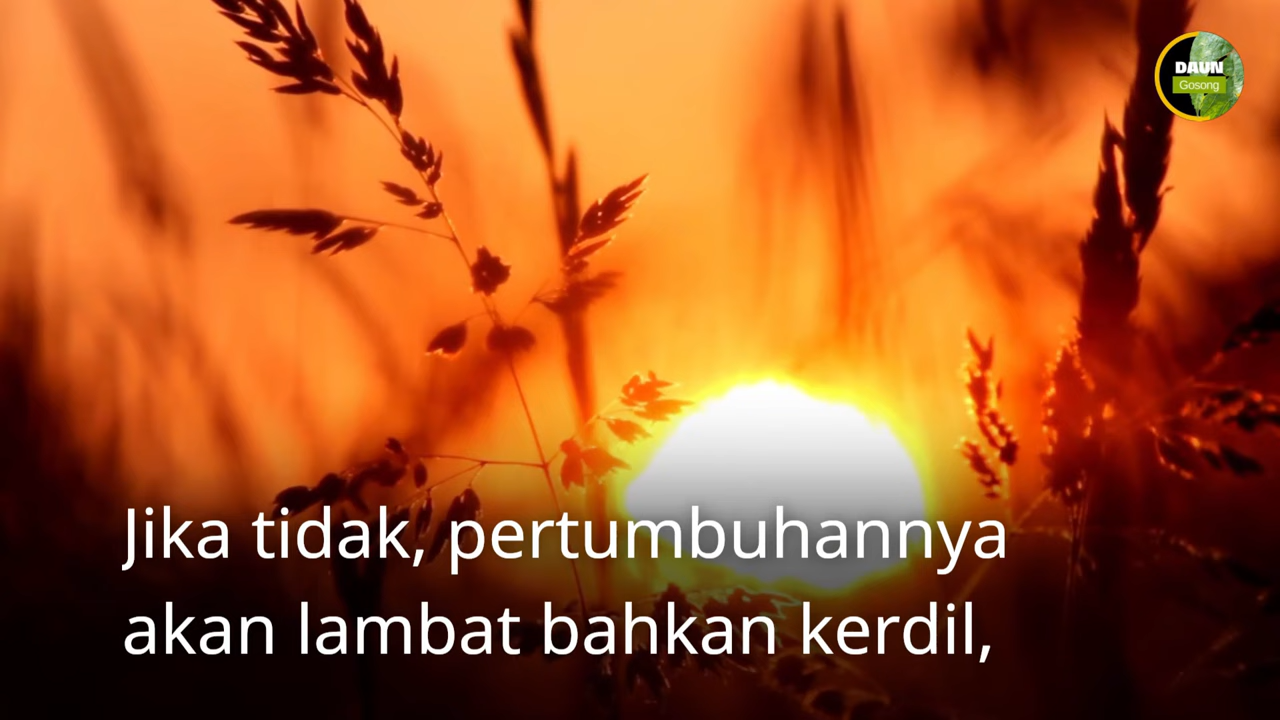 DAUN
Gosong
Jika tidak, pertumbuhannya
akan lambat bahkan kerdil,